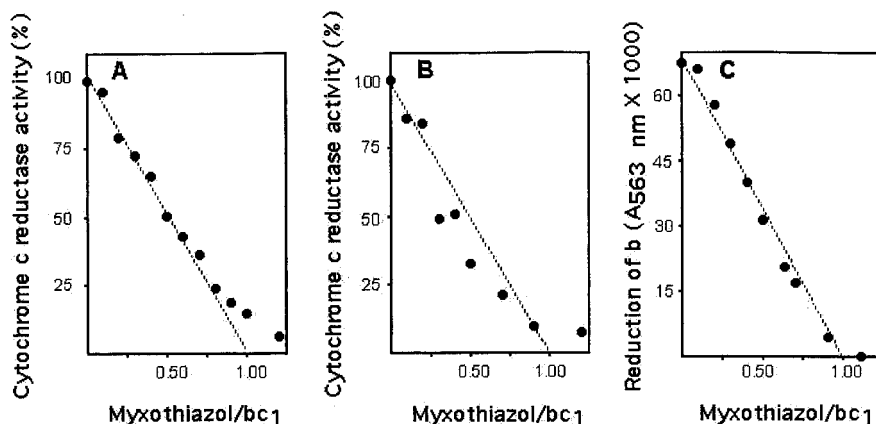 Cytochrome c reductase activity (%)
A
100
75
50
25
0.50 1.00
Myxothiazol/bc1
Cytochrome c reductase activity (%)
B
100
75
50
25
0.50 1.00
Myxothiazol/bc1
Reduction of b (A563 nm X 1000)
C
60
45
30
15
0.50 1.00
Myxothiazol/bc1